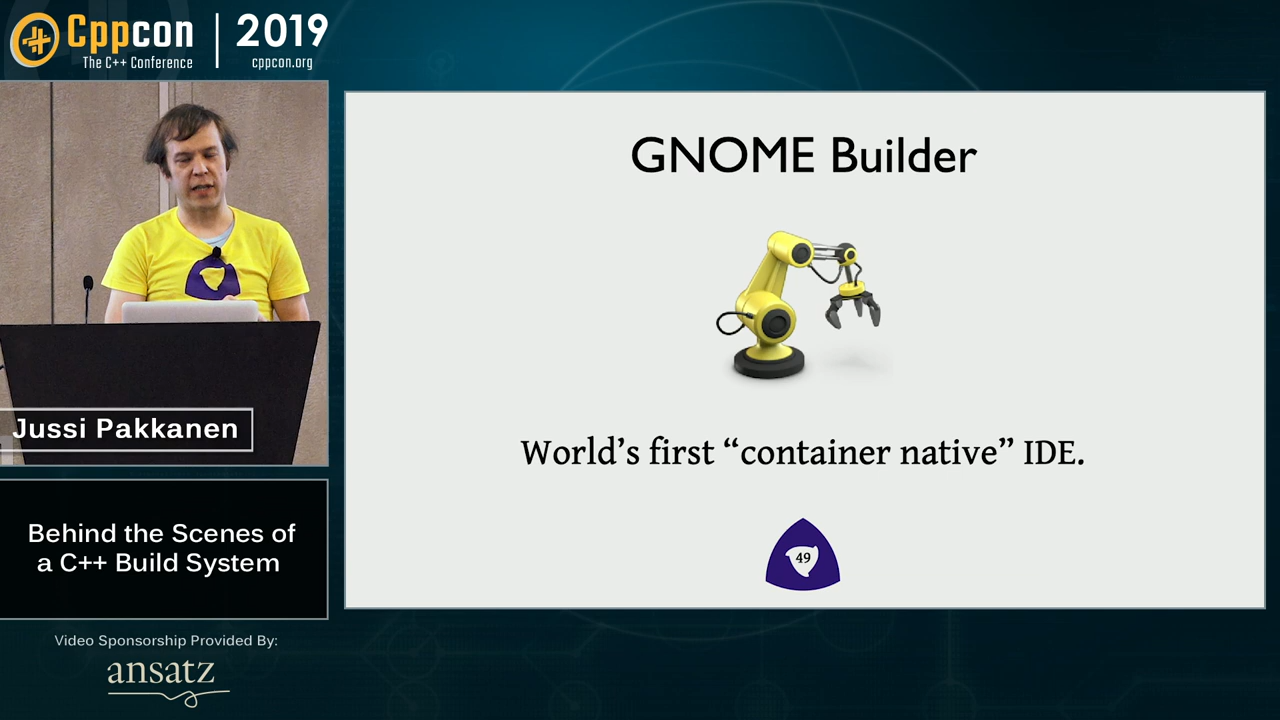 Cppcon
The C++ Conference
2019
cppcon.org
GNOME Builder
World's first “container native” IDE.
49
Jussi Pakkanen
Behind the Scenes of
a C++ Build System
Video Sponsorship Provided By:
ansatz